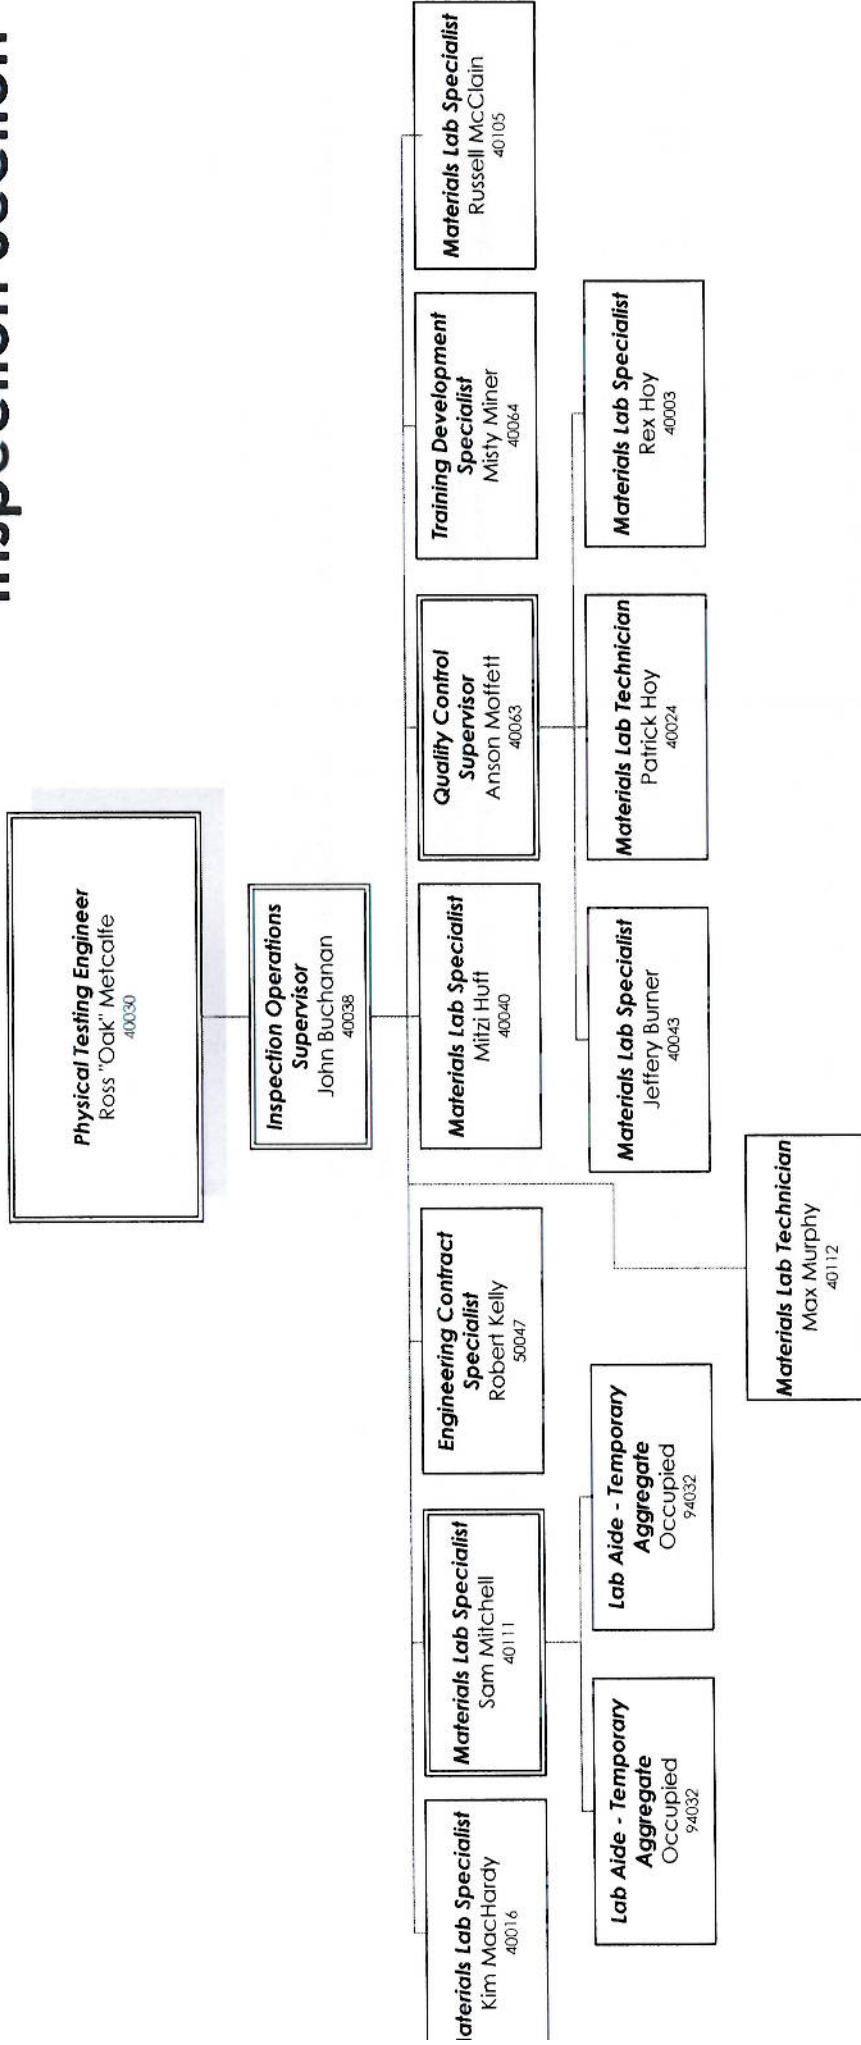 Inspection Section
Physical Testing Engineer
Ross "Oak" Metcalfe
40030
Inspection Operations
Supervisor
John Buchanan
40038
aterials Lab Specialist
Kim MacHardy
40016
Materials Lab Specialist
Sam Mitchell
40111
Engineering Contract
Specialist
Robert Kelly
50047
Materials Lab Specialist
Mitzi Huft
40040
Quality Control
Supervisor
Anson Moffett
40063
Training Development
Specialist
Misty Miner
40064
Materials Lab Specialist
Russell McClain
40105
Lab Aide - Temporary
Aggregate
Occupied
94032
Lab Aide - Temporary
Aggregate
Occupied
94032
Materials Lab Specialist
Jeffery Burner
40043
Materials Lab Technician
Patrick Hoy
40024
Materials Lab Specialist
Rex Hoy
40003
Materials Lab Technician
Max Murphy
40112